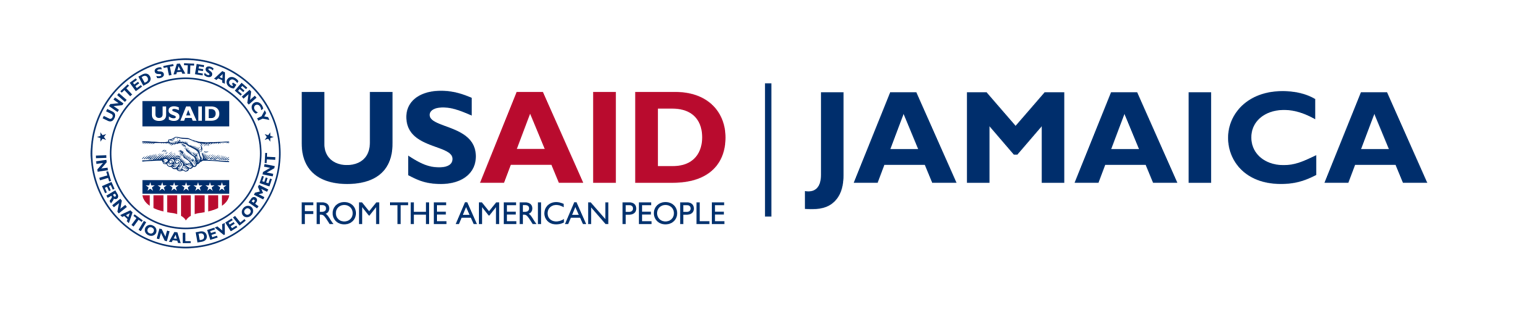 UNITED STATES AGENCY
USAID
INTERNATIONAL DEVELOPMENT
USAID
FROM THE AMERICAN PEOPLE
JAMAICA